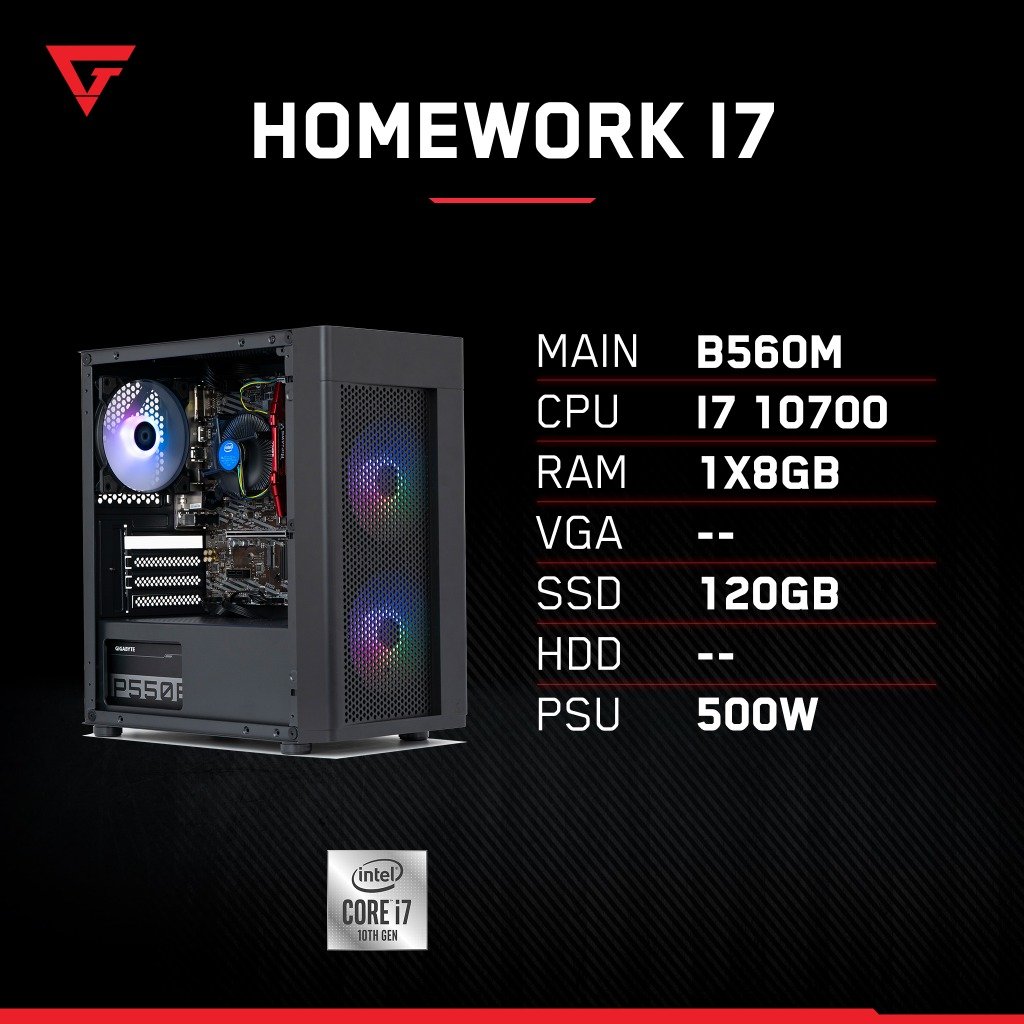 HOMEWORK I7
MAIN B560M
CPU I7 10700
RAM 1X8GB
VGA --
SSD 120GB
HDD --
PSU 500W
GIGABYTE
P550B
intel
CORE i7
10TH GEN